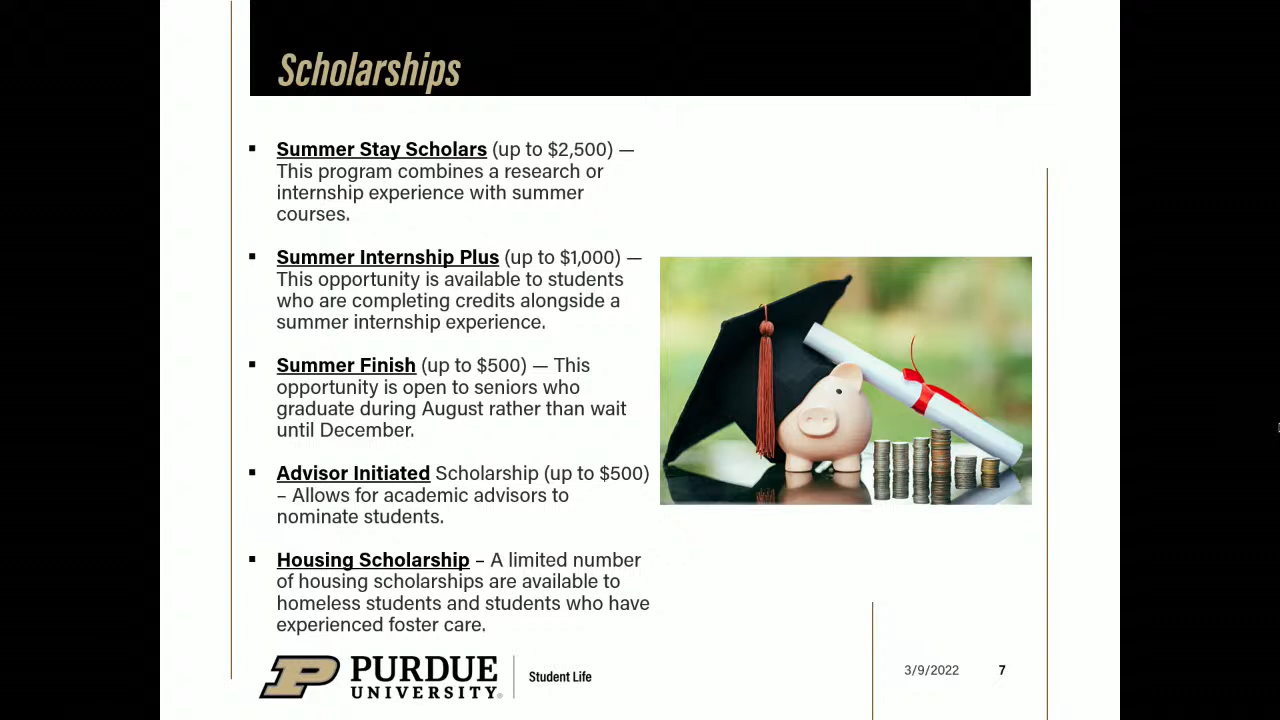 Scholarships
▪ Summer Stay Scholars (up to $2,500) —
This program combines a research or
internship experience with summer
courses.
▪ Summer Internship Plus (up to $1,000) —
This opportunity is available to students
who are completing credits alongside a
summer internship experience.
▪ Summer Finish (up to $500) — This
opportunity is open to seniors who
graduate during August rather than wait
until December.
▪ Advisor Initiated Scholarship (up to $500)
– Allows for academic advisors to
nominate students.
▪ Housing Scholarship – A limited number
of housing scholarships are available to
homeless students and students who have
experienced foster care.
P PURDUE
UNIVERSITY®
Student Life
3/9/2022 7